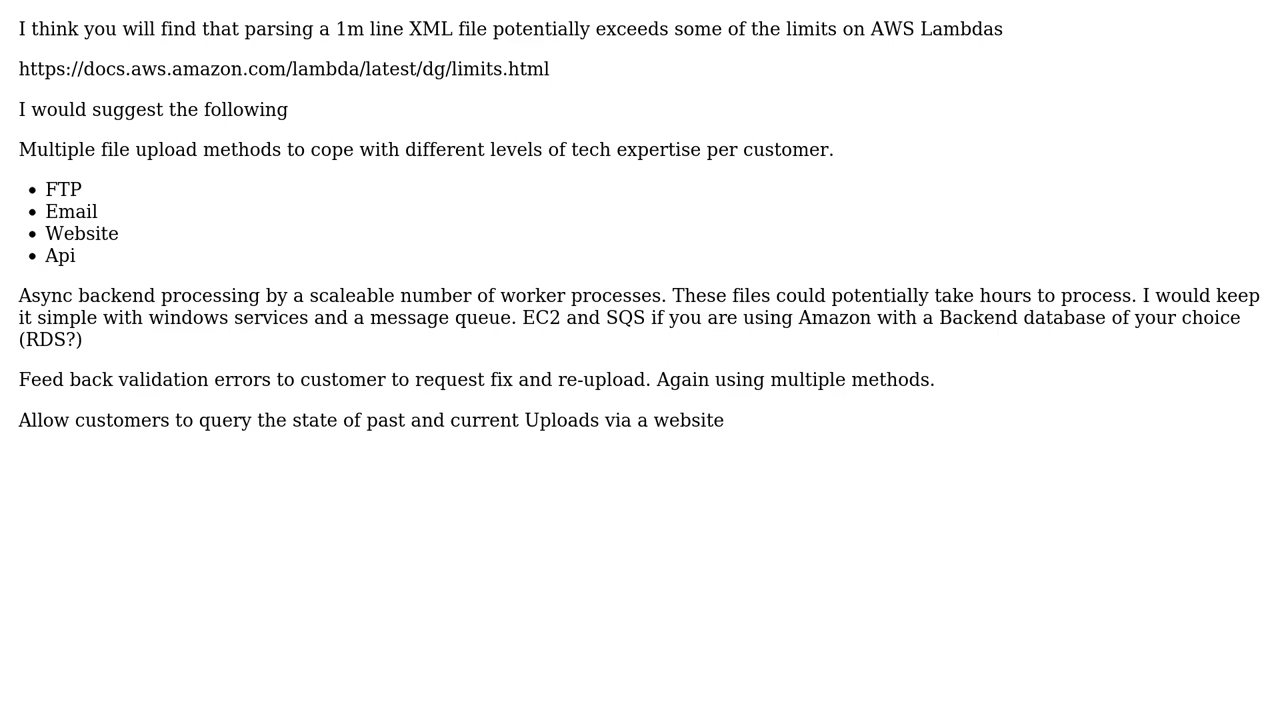 I think you will find that parsing a 1m line XML file potentially exceeds some of the limits on AWS Lambdas
https://docs.aws.amazon.com/lambda/latest/dg/limits.html
I would suggest the following
Multiple file upload methods to cope with different levels of tech expertise per customer.
• FTP
• Email
• Website
• Api
Async backend processing by a scaleable number of worker processes. These files could potentially take hours to process. I would keep
it simple with windows services and a message queue. EC2 and SQS if you are using Amazon with a Backend database of your choice
(RDS?)
Feed back validation errors to customer to request fix and re-upload. Again using multiple methods.
Allow customers to query the state of past and current Uploads via a website